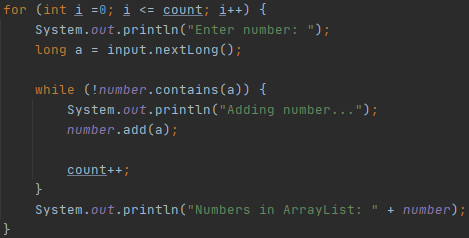 for (int i =0; i <= count; i++) {
System.out.println("Enter number: ");
long a = input.nextLong();
while (!number.contains(a)) {
System.out.println("Adding number...");
number.add(a);
count++;
}
System.out.println("Numbers in ArrayList: " + number);
}